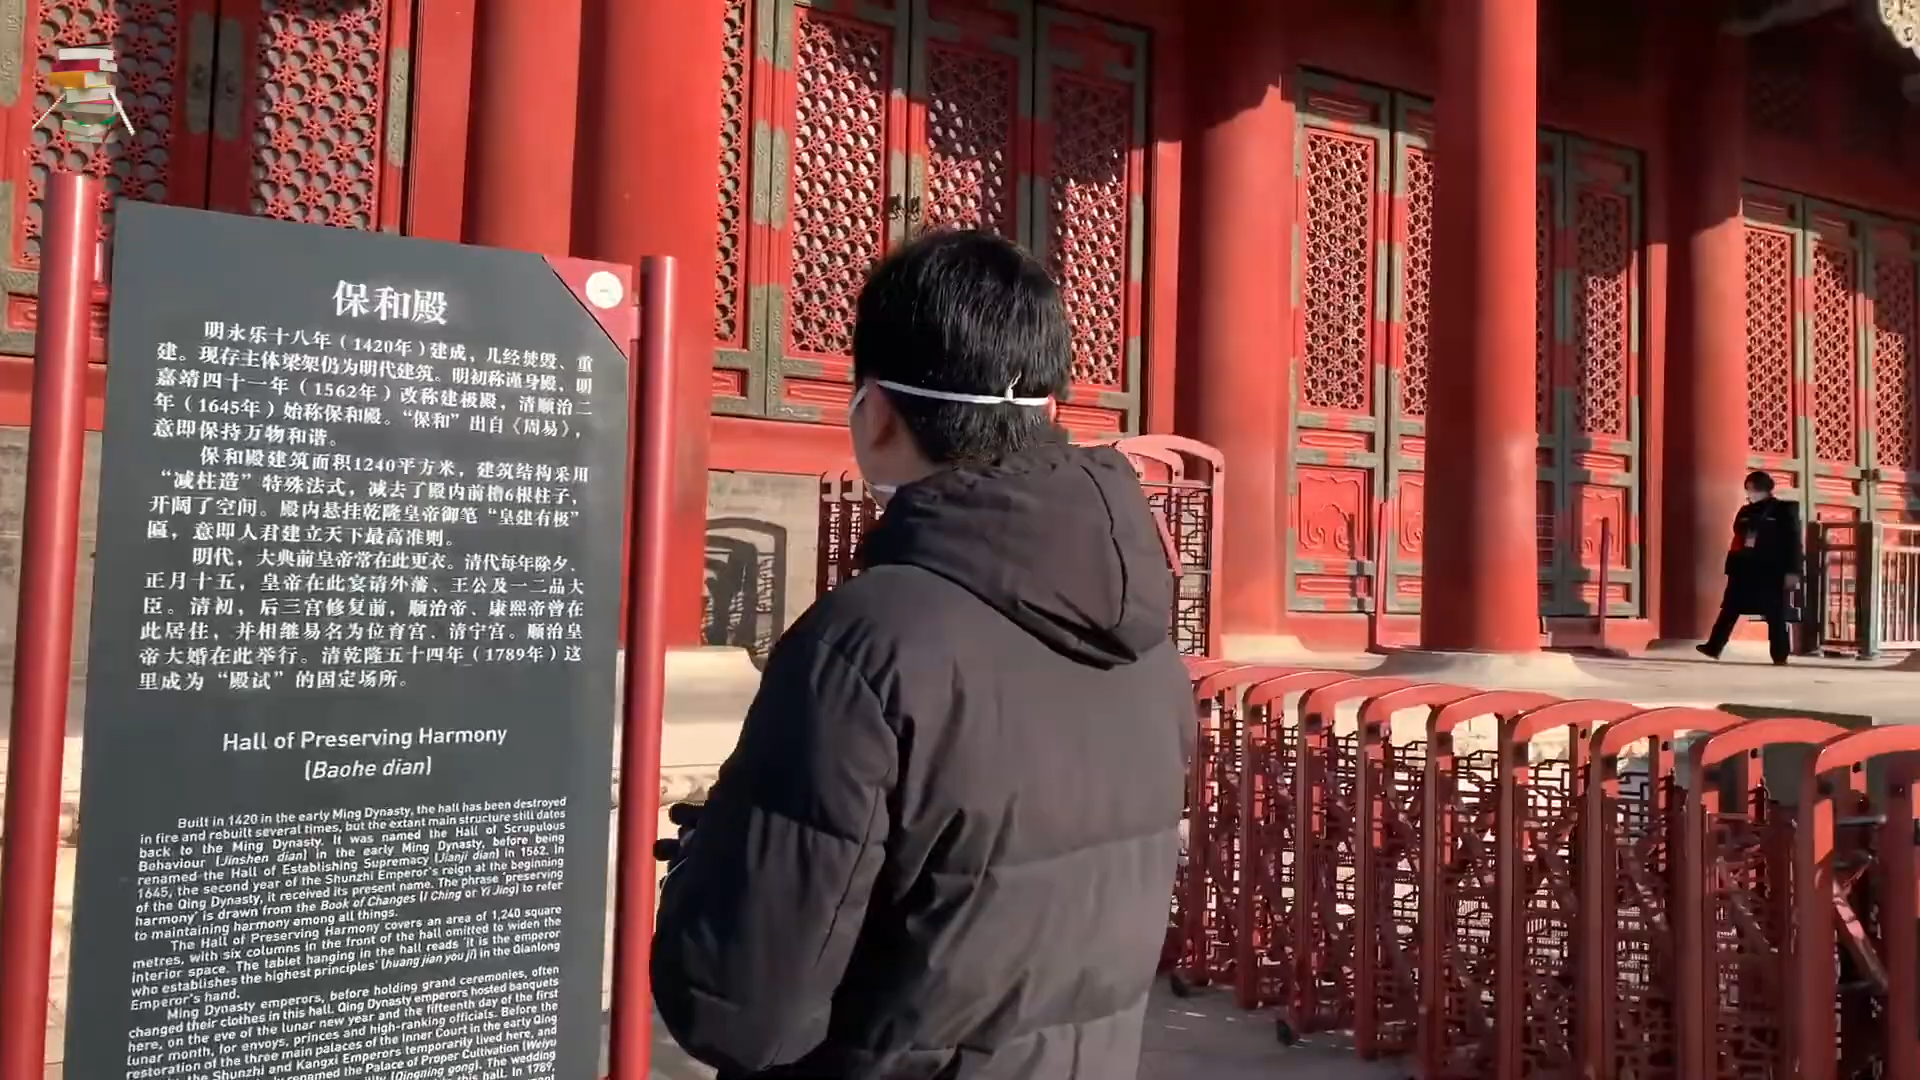 保和殿
明永乐十八年（1420年）建成，几经焚毁、重
建。现存主体梁架仍为明代建筑。明初称谨身殿，明
嘉靖四十一年（1562年）改称建极殿，清顺治二
年（1645年）始称保和殿。“保和”出自《周易》，
意即保持万物和谐。
保和殿建筑面积1240平方米，建筑结构采用
“减柱造”特殊法式，减去了殿内前檐6根柱子，
开阔了空间。殿内悬挂乾隆皇帝御笔“皇建有极”
匾，意即人君建立天下最高准则。
明代，大典前皇帝常在此更衣。清代每年除夕、
正月十五，皇帝在此宴请外藩、王公及一二品大
臣。清初，后三宫修复前，顺治帝、康熙帝曾在
此居住，并相继易名为位育宫、清宁宫。顺治皇
帝大婚在此举行。清乾隆五十四年（1789年）这
里成为“殿试”的固定场所。
Hall of Preserving Harmony
(Baohe dian)
Built in 1420 in the early Ming Dynasty, the hall has been destroyed
in fire and rebuilt several times, but the extant main structure still dates
back to the Ming Dynasty. It was named the Hall of Scrupulous
Behaviour (Jinshen dian) in the early Ming Dynasty, before being
renamed the Hall of Establishing Supremacy (Jianji dian) in 1562. In
1645, the second year of the Shunzhi Emperor's reign at the beginning
of the Qing Dynasty, it received its present name. The phrase 'preserving
harmony' is drawn from the Book of Changes (I Ching or Yi Jing) to refer
to maintaining harmony among all things.
The Hall of Preserving Harmony covers an area of 1,240 square
metres, with six columns in the front of the hall omitted to widen the
interior space. The tablet hanging in the hall reads 'it is the emperor
who establishes the highest principles' (huang jian you ji) in the Qianlong
Emperor's hand.
Ming Dynasty emperors, before holding grand ceremonies, often
changed their clothes in this hall. Qing Dynasty emperors hosted banquets
here, on the eve of the lunar new year and the fifteenth day of the first
lunar month, for envoys, princes and high-ranking officials. Before the
restoration of the three main palaces of the Inner Court in the early Qing
the Shunzhi and Kangxi Emperors temporarily lived here, and
renamed the Palace of Proper Cultivation (Weiyu
(Qingning gong). The wedding
this hall. In 1789,